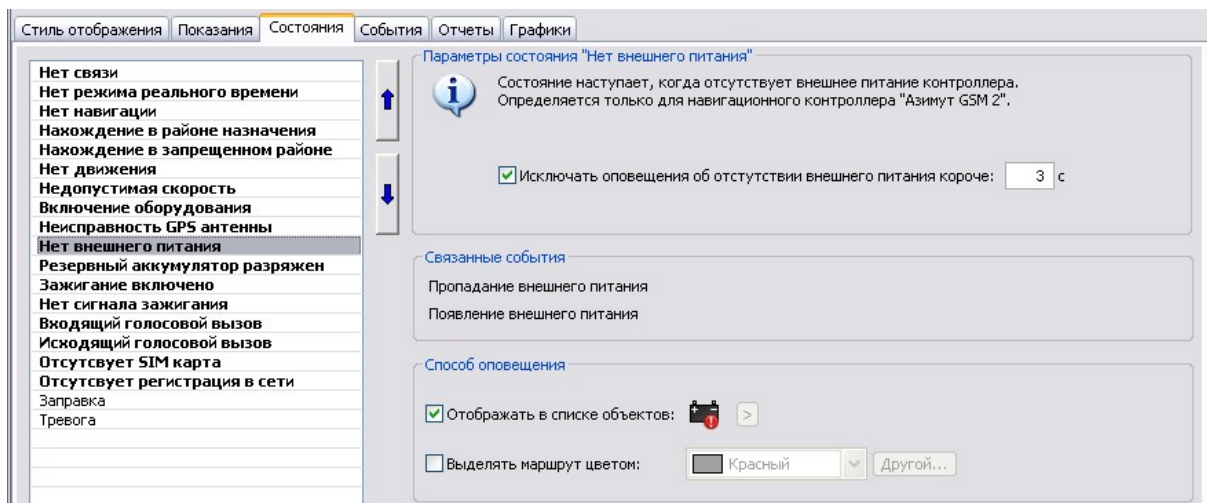 Стиль отображения Показания Состояния События Отчеты Графики
Нет связи
Нет режима реального времени
Нет навигации
Нахождение в районе назначения
Нахождение в запрещенном районе
Нет движения
Недопустимая скорость
Включение оборудования
Неисправность GPS антенны
Нет внешнего питания
Резервный аккумулятор разряжен
Зажигание включено
Нет сигнала зажигания
Входящий голосовой вызов
Исходящий голосовой вызов
Отсутсвует SIM карта
Отсутсвует регистрация в сети
Заправка
Тревога
Параметры состояния "Нет внешнего питания"
Состояние наступает, когда отсутствует внешнее питание контроллера.
Определяется только для навигационного контроллера "Азимут GSM 2".
Исключать оповещения об отстутствии внешнего питания короче: 3 с
Связанные события
Пропадание внешнего питания
Появление внешнего питания
Способ оповещения
Отображать в списке объектов: >
Выделять маршрут цветом: Красный Другой...